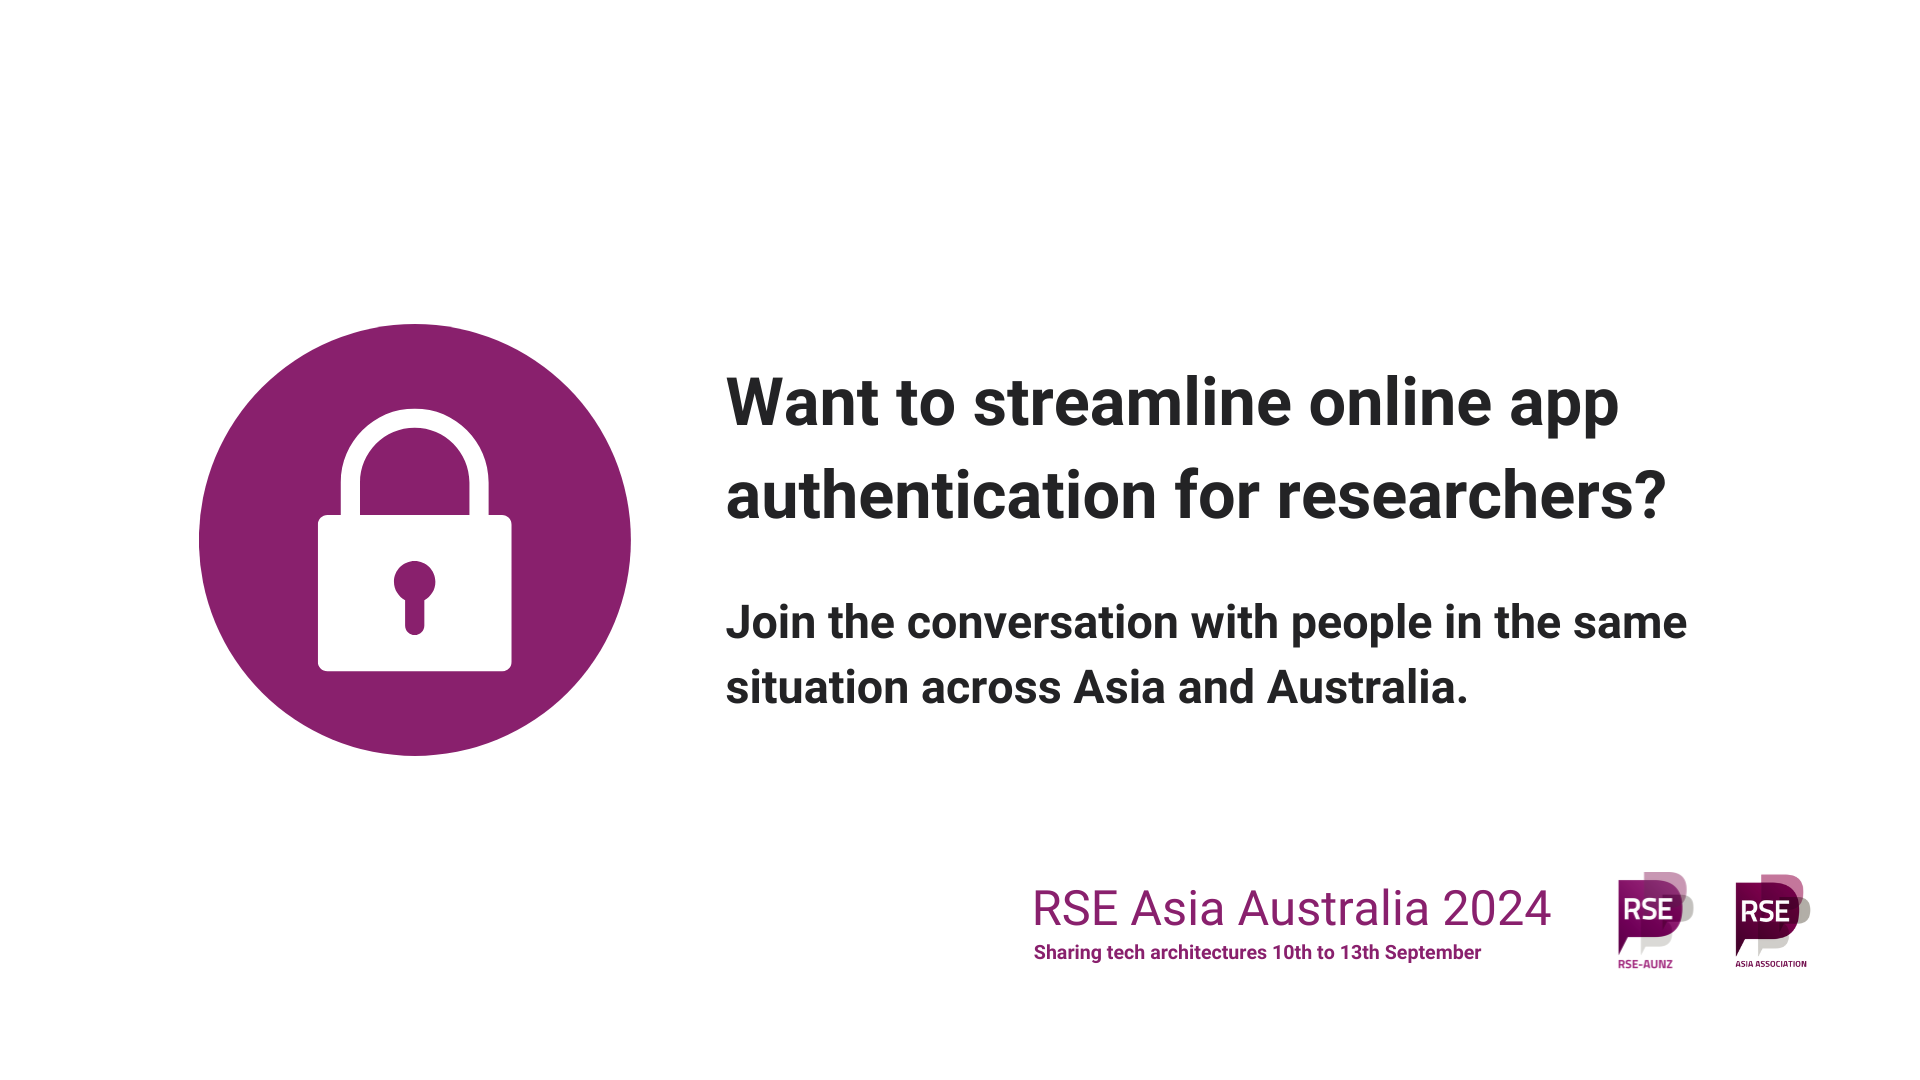 Want to streamline online app
authentication for researchers?
Join the conversation with people in the same
situation across Asia and Australia.
RSE Asia Australia 2024
Sharing tech architectures 10th to 13th September
RSE
RSE-AUNZ
RSE
ASIA ASSOCIATION